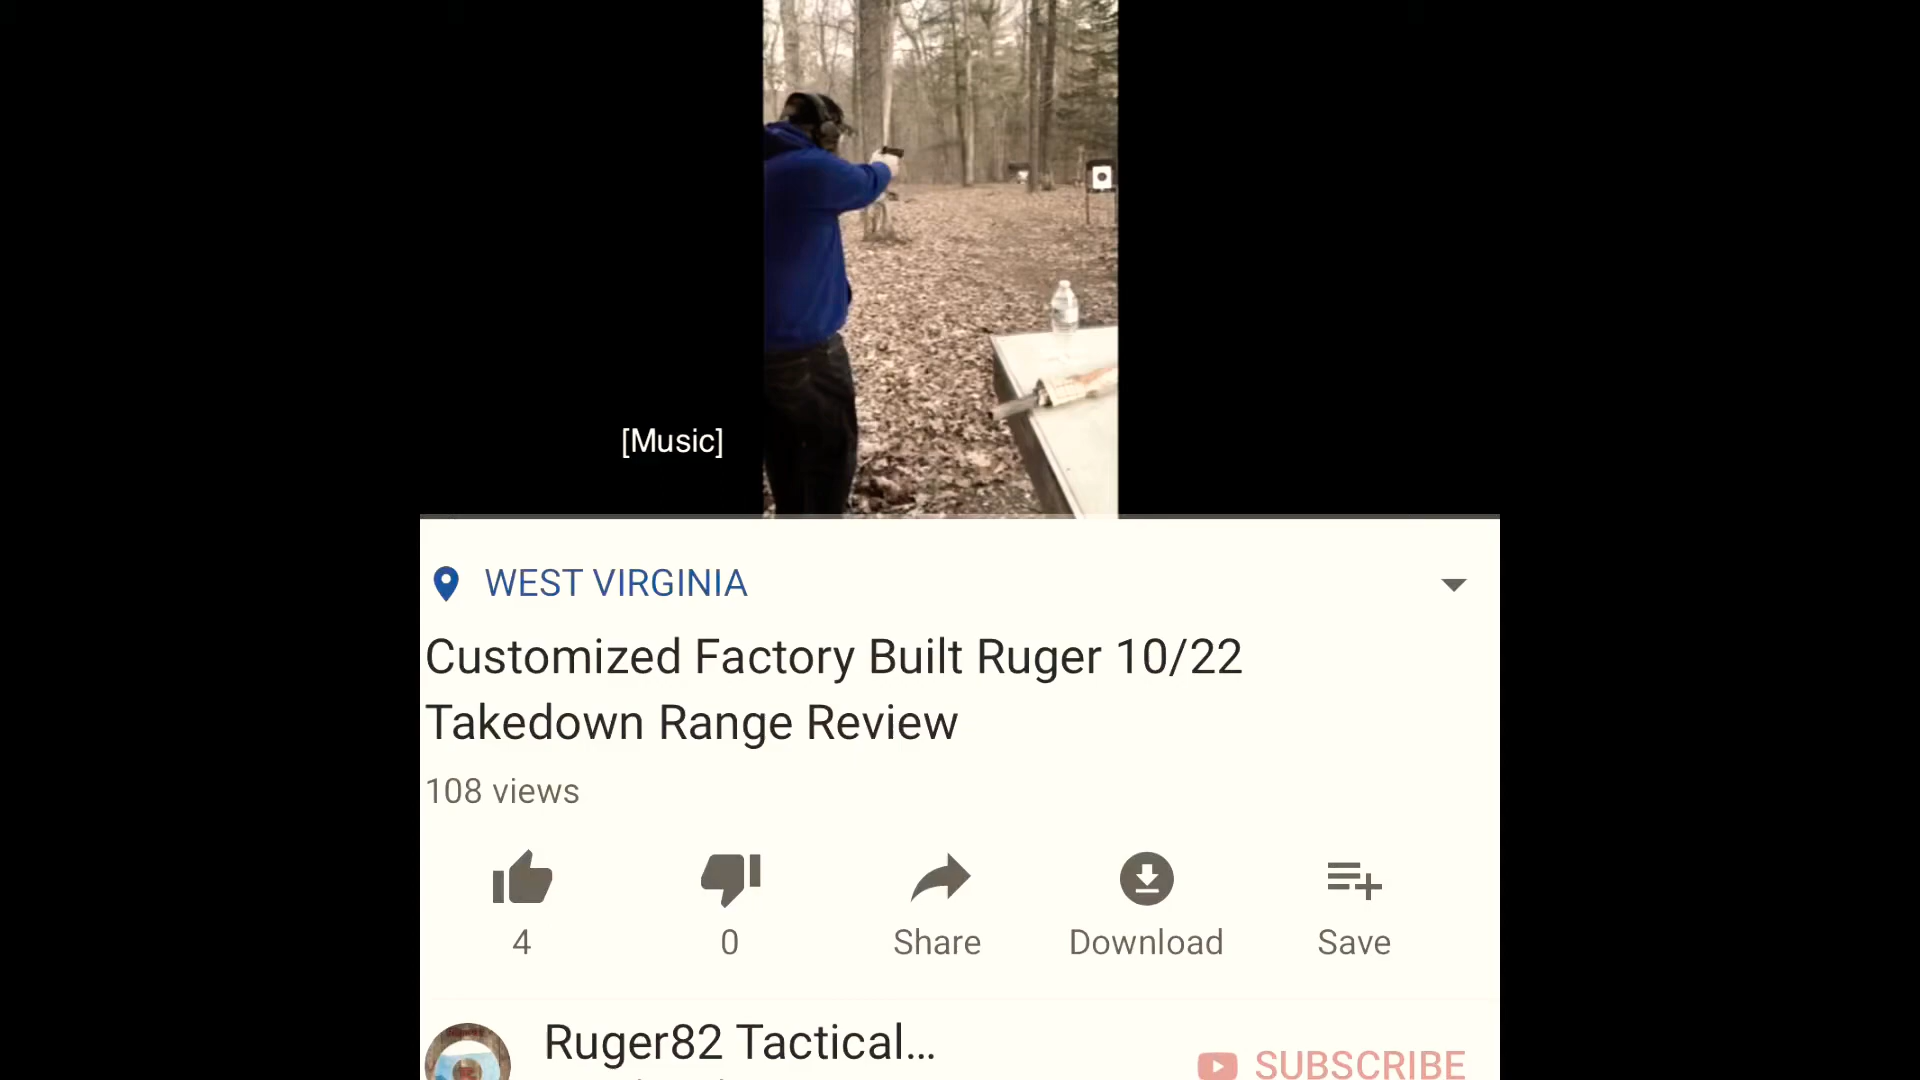 [Music]
WEST VIRGINIA
Customized Factory Built Ruger 10/22
Takedown Range Review
108 views
4
0
Share
Download
Save
Ruger82 Tactical...
SUBSCRIBE